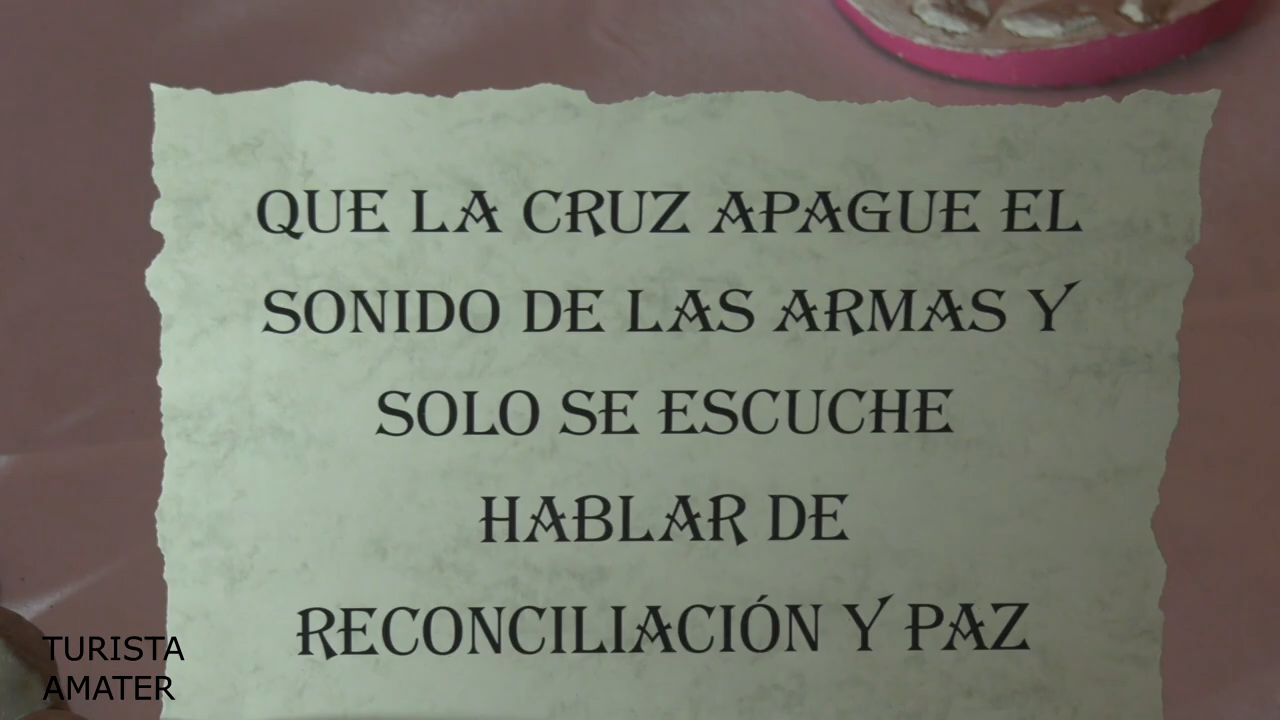 QUE LA CRUZ APAGUE EL
SONIDO DE LAS ARMAS Y
SOLO SE ESCUCHE
HABLAR DE
RECONCILIACIÓN Y PAZ
TURISTA
AMATER